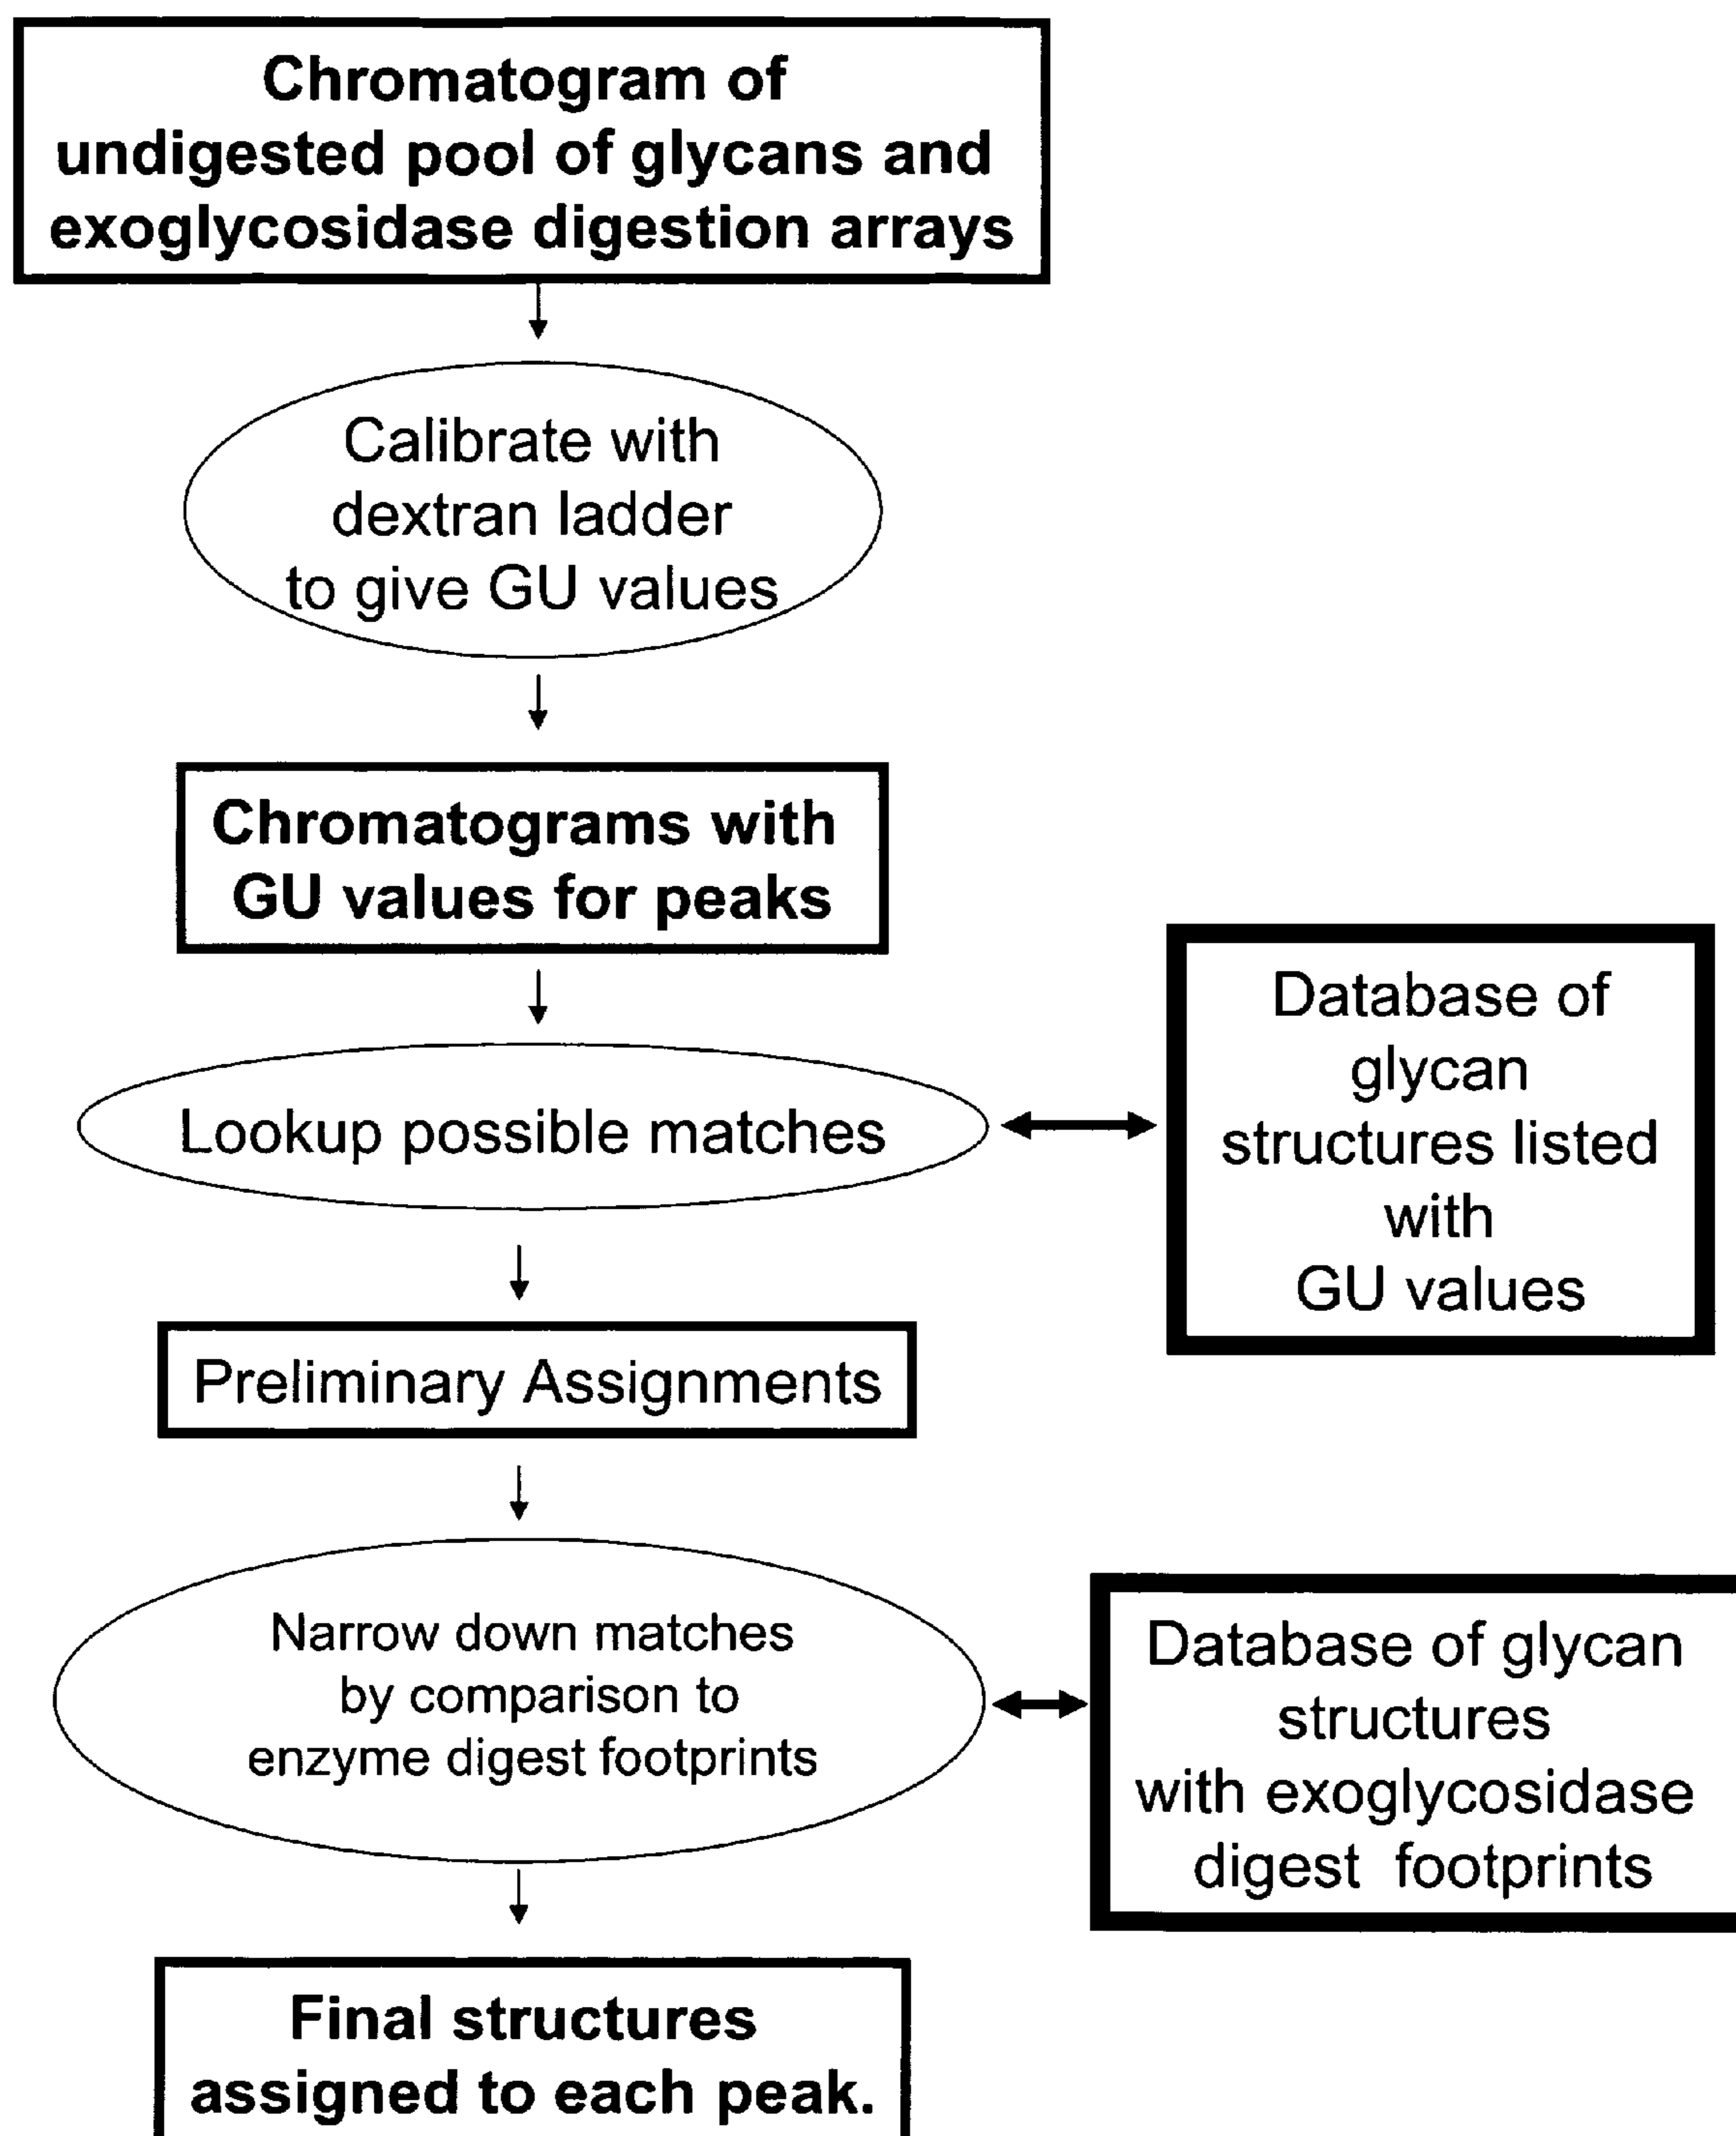 Chromatogram of
undigested pool of glycans and
exoglycosidase digestion arrays
Calibrate with
dextran ladder
to give GU values
Chromatograms with
GU values for peaks
Lookup possible matches
Database of
glycan
structures listed
with
GU values
Preliminary Assignments
Narrow down matches
by comparison to
enzyme digest footprints
Database of glycan
structures
with exoglycosidase
digest footprints
Final structures
assigned to each peak.